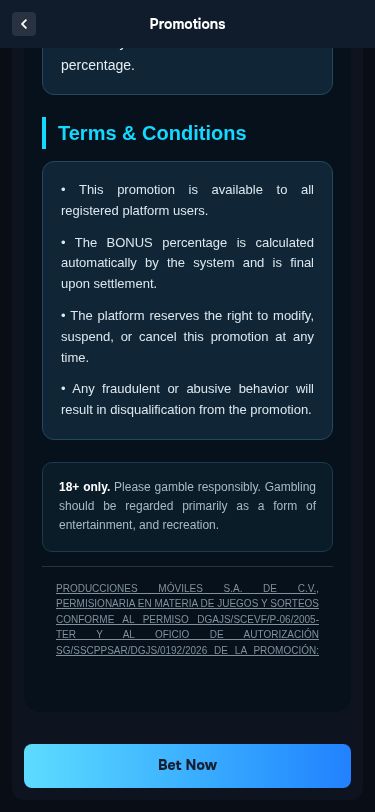 Promotions
percentage.
Terms & Conditions
• This promotion is available to all
registered platform users.
• The BONUS percentage is calculated
automatically by the system and is final
upon settlement.
• The platform reserves the right to modify,
suspend, or cancel this promotion at any
time.
• Any fraudulent or abusive behavior will
result in disqualification from the promotion.
18+ only. Please gamble responsibly. Gambling
should be regarded primarily as a form of
entertainment, and recreation.
PRODUCCIONES MÓVILES S.A. DE C.V.,
PERMISIONARIA EN MATERIA DE JUEGOS Y SORTEOS
CONFORME AL PERMISO DGAJS/SCEVF/P-06/2005-
TER Y AL OFICIO DE AUTORIZACIÓN
SG/SSCPPSAR/DGJS/0192/2026 DE LA PROMOCIÓN:
Bet Now